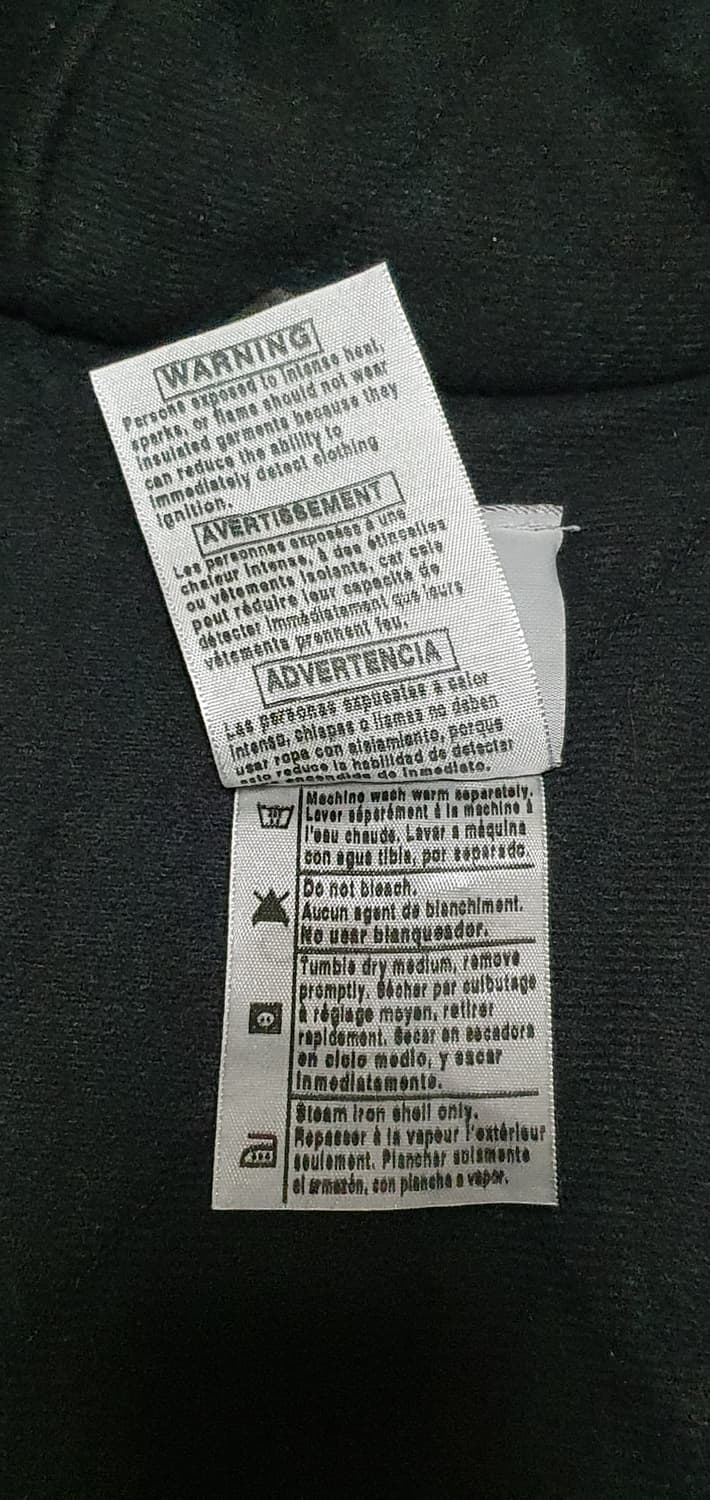 WARNING
Persons exposed to intense heat,
sparks, or flame should not wear
insulated garments because they
can reduce the ability to
immediately detect clothing
ignition.
AVERTISSEMENT
Les personnes exposées à une
chaleur intense, à des étincelles
ou vêtements isolants, car cela
peut réduire leur capacité de
détecter immédiatement que leurs
vêtements prennent feu.
ADVERTENCIA
Las personas expuestas a calor
intenso, chispas o llamas no deben
usar ropa con aislamiento, porque
esto reduce la habilidad de detectar
encendida de inmediato.
Machine wash warm separately.
Laver séparément à la machine à
l'eau chaude. Lavar a máquina
con agua tibia, por separado.
Do not bleach.
Aucun agent de blanchiment.
No usar blanqueador.
Tumble dry medium, remove
promptly. Sécher par culbutage
à réglage moyen, retirer
rapidement. Secar en secadora
en ciclo medio, y sacar
inmediatamente.
Steam iron shell only.
Repasser à la vapeur l'extérieur
seulement. Planchar solamente
el armazón, con plancha a vapor.